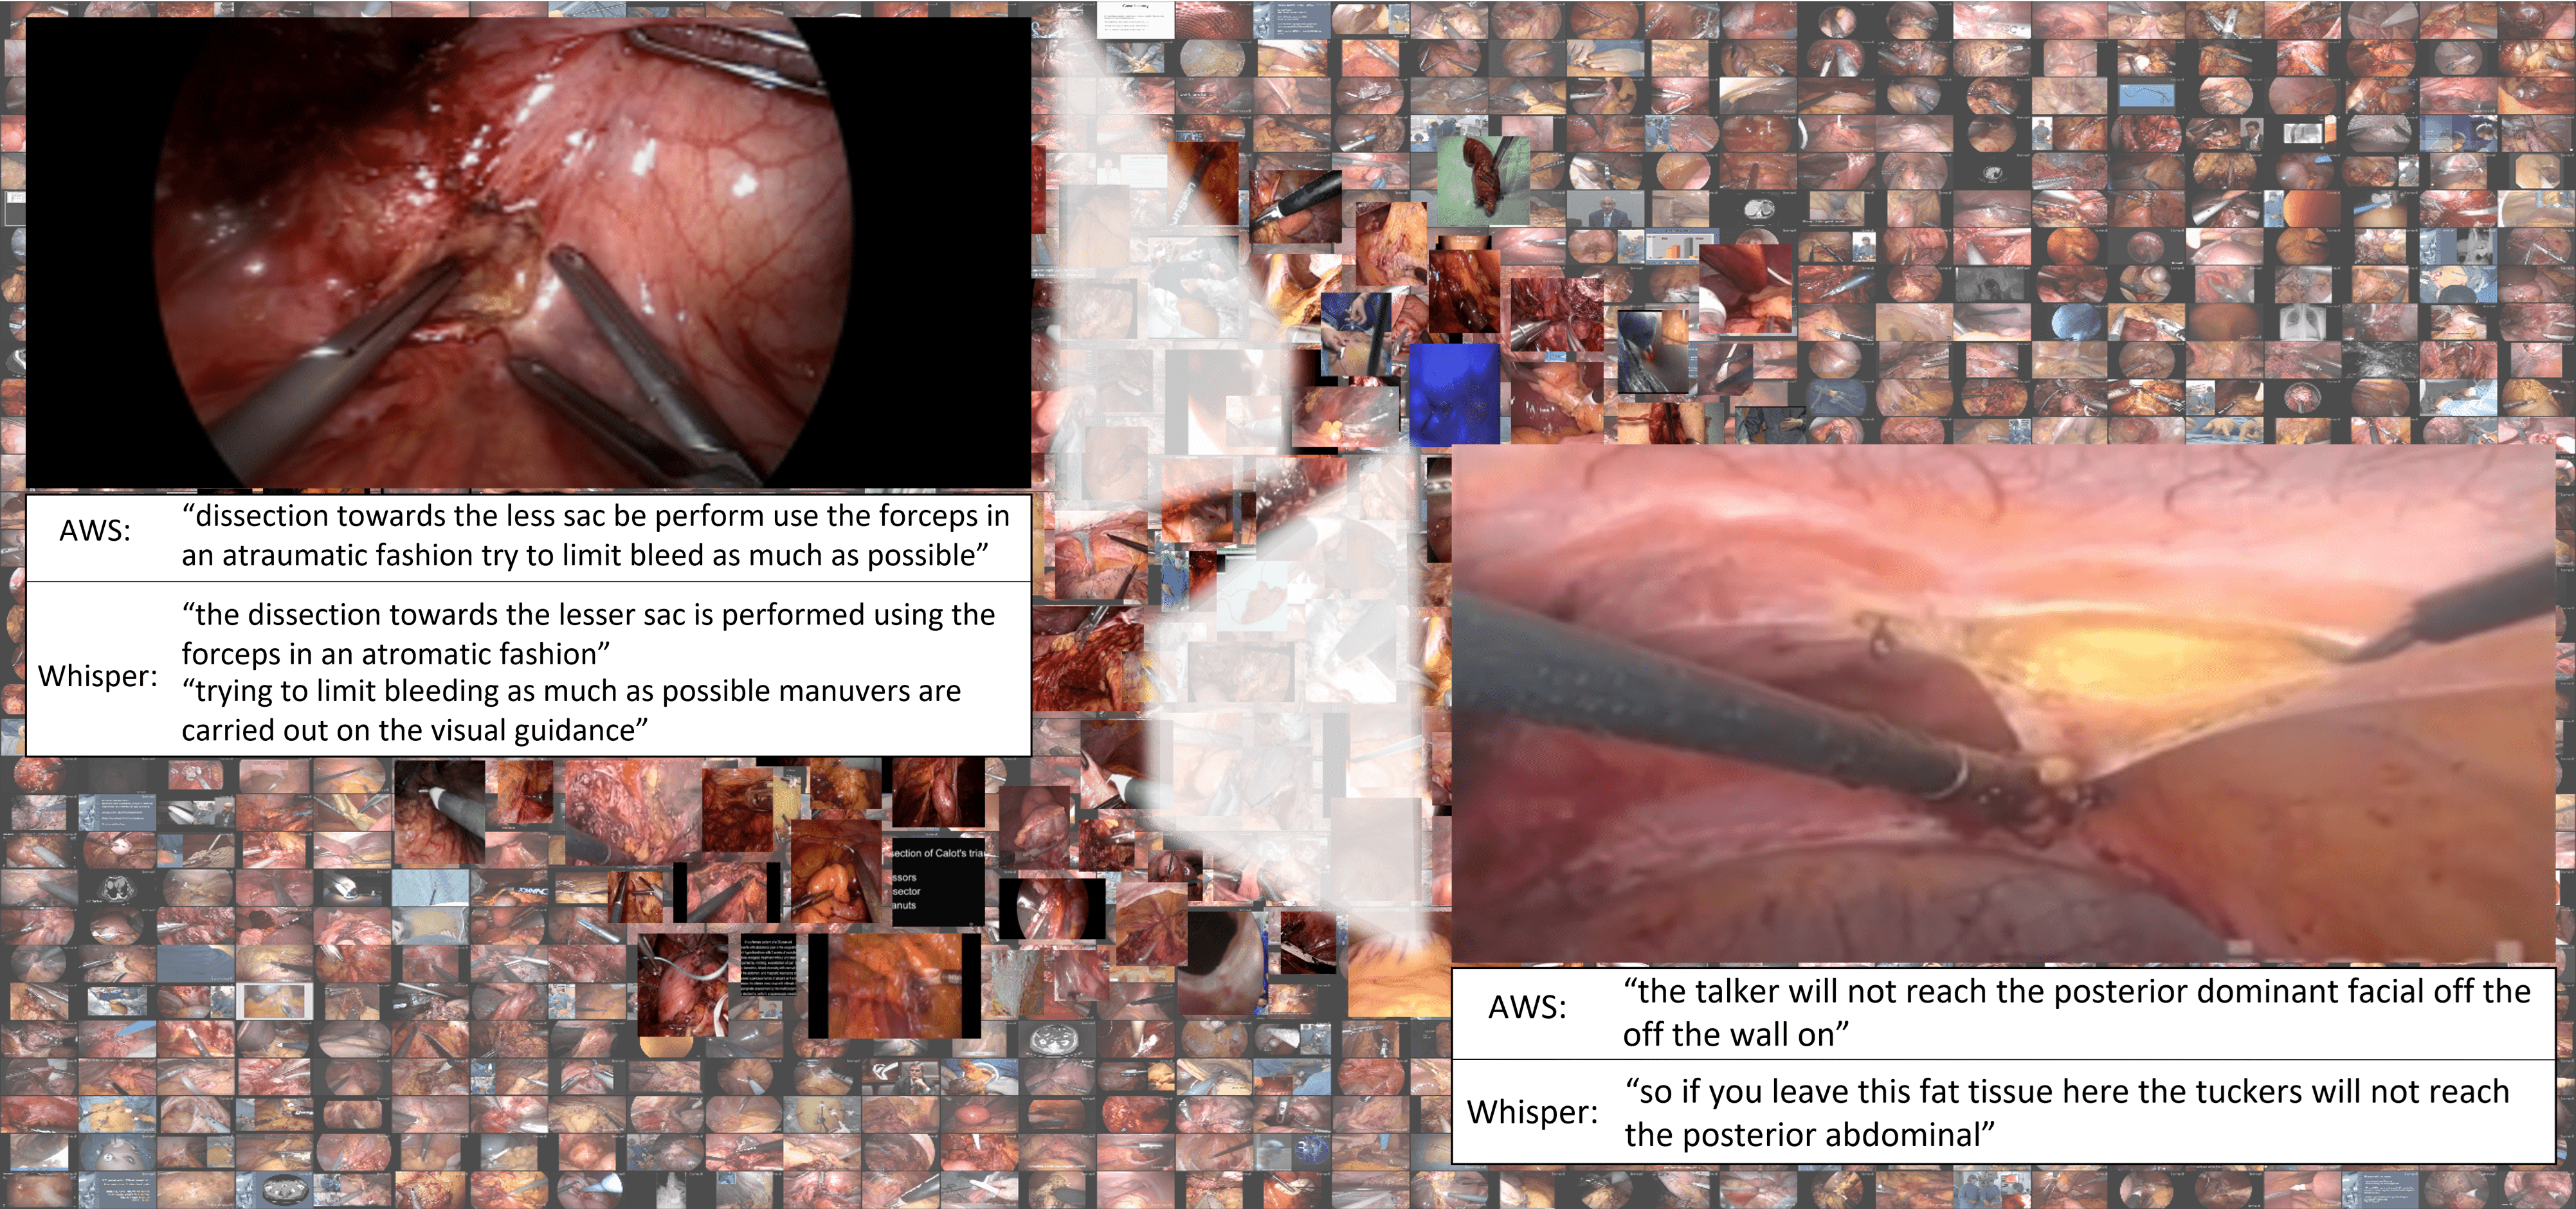 AWS:
“dissection towards the less sac be perform use the forceps in
an atraumatic fashion try to limit bleed as much as possible”
Whisper:
“the dissection towards the lesser sac is performed using the
forceps in an atromatic fashion”
“trying to limit bleeding as much as possible manuvers are
carried out on the visual guidance”
ection of Calot's tria
ssors
sector
anuts
AWS:
“the talker will not reach the posterior dominant facial off the
off the wall on”
Whisper:
“so if you leave this fat tissue here the tuckers will not reach
the posterior abdominal”